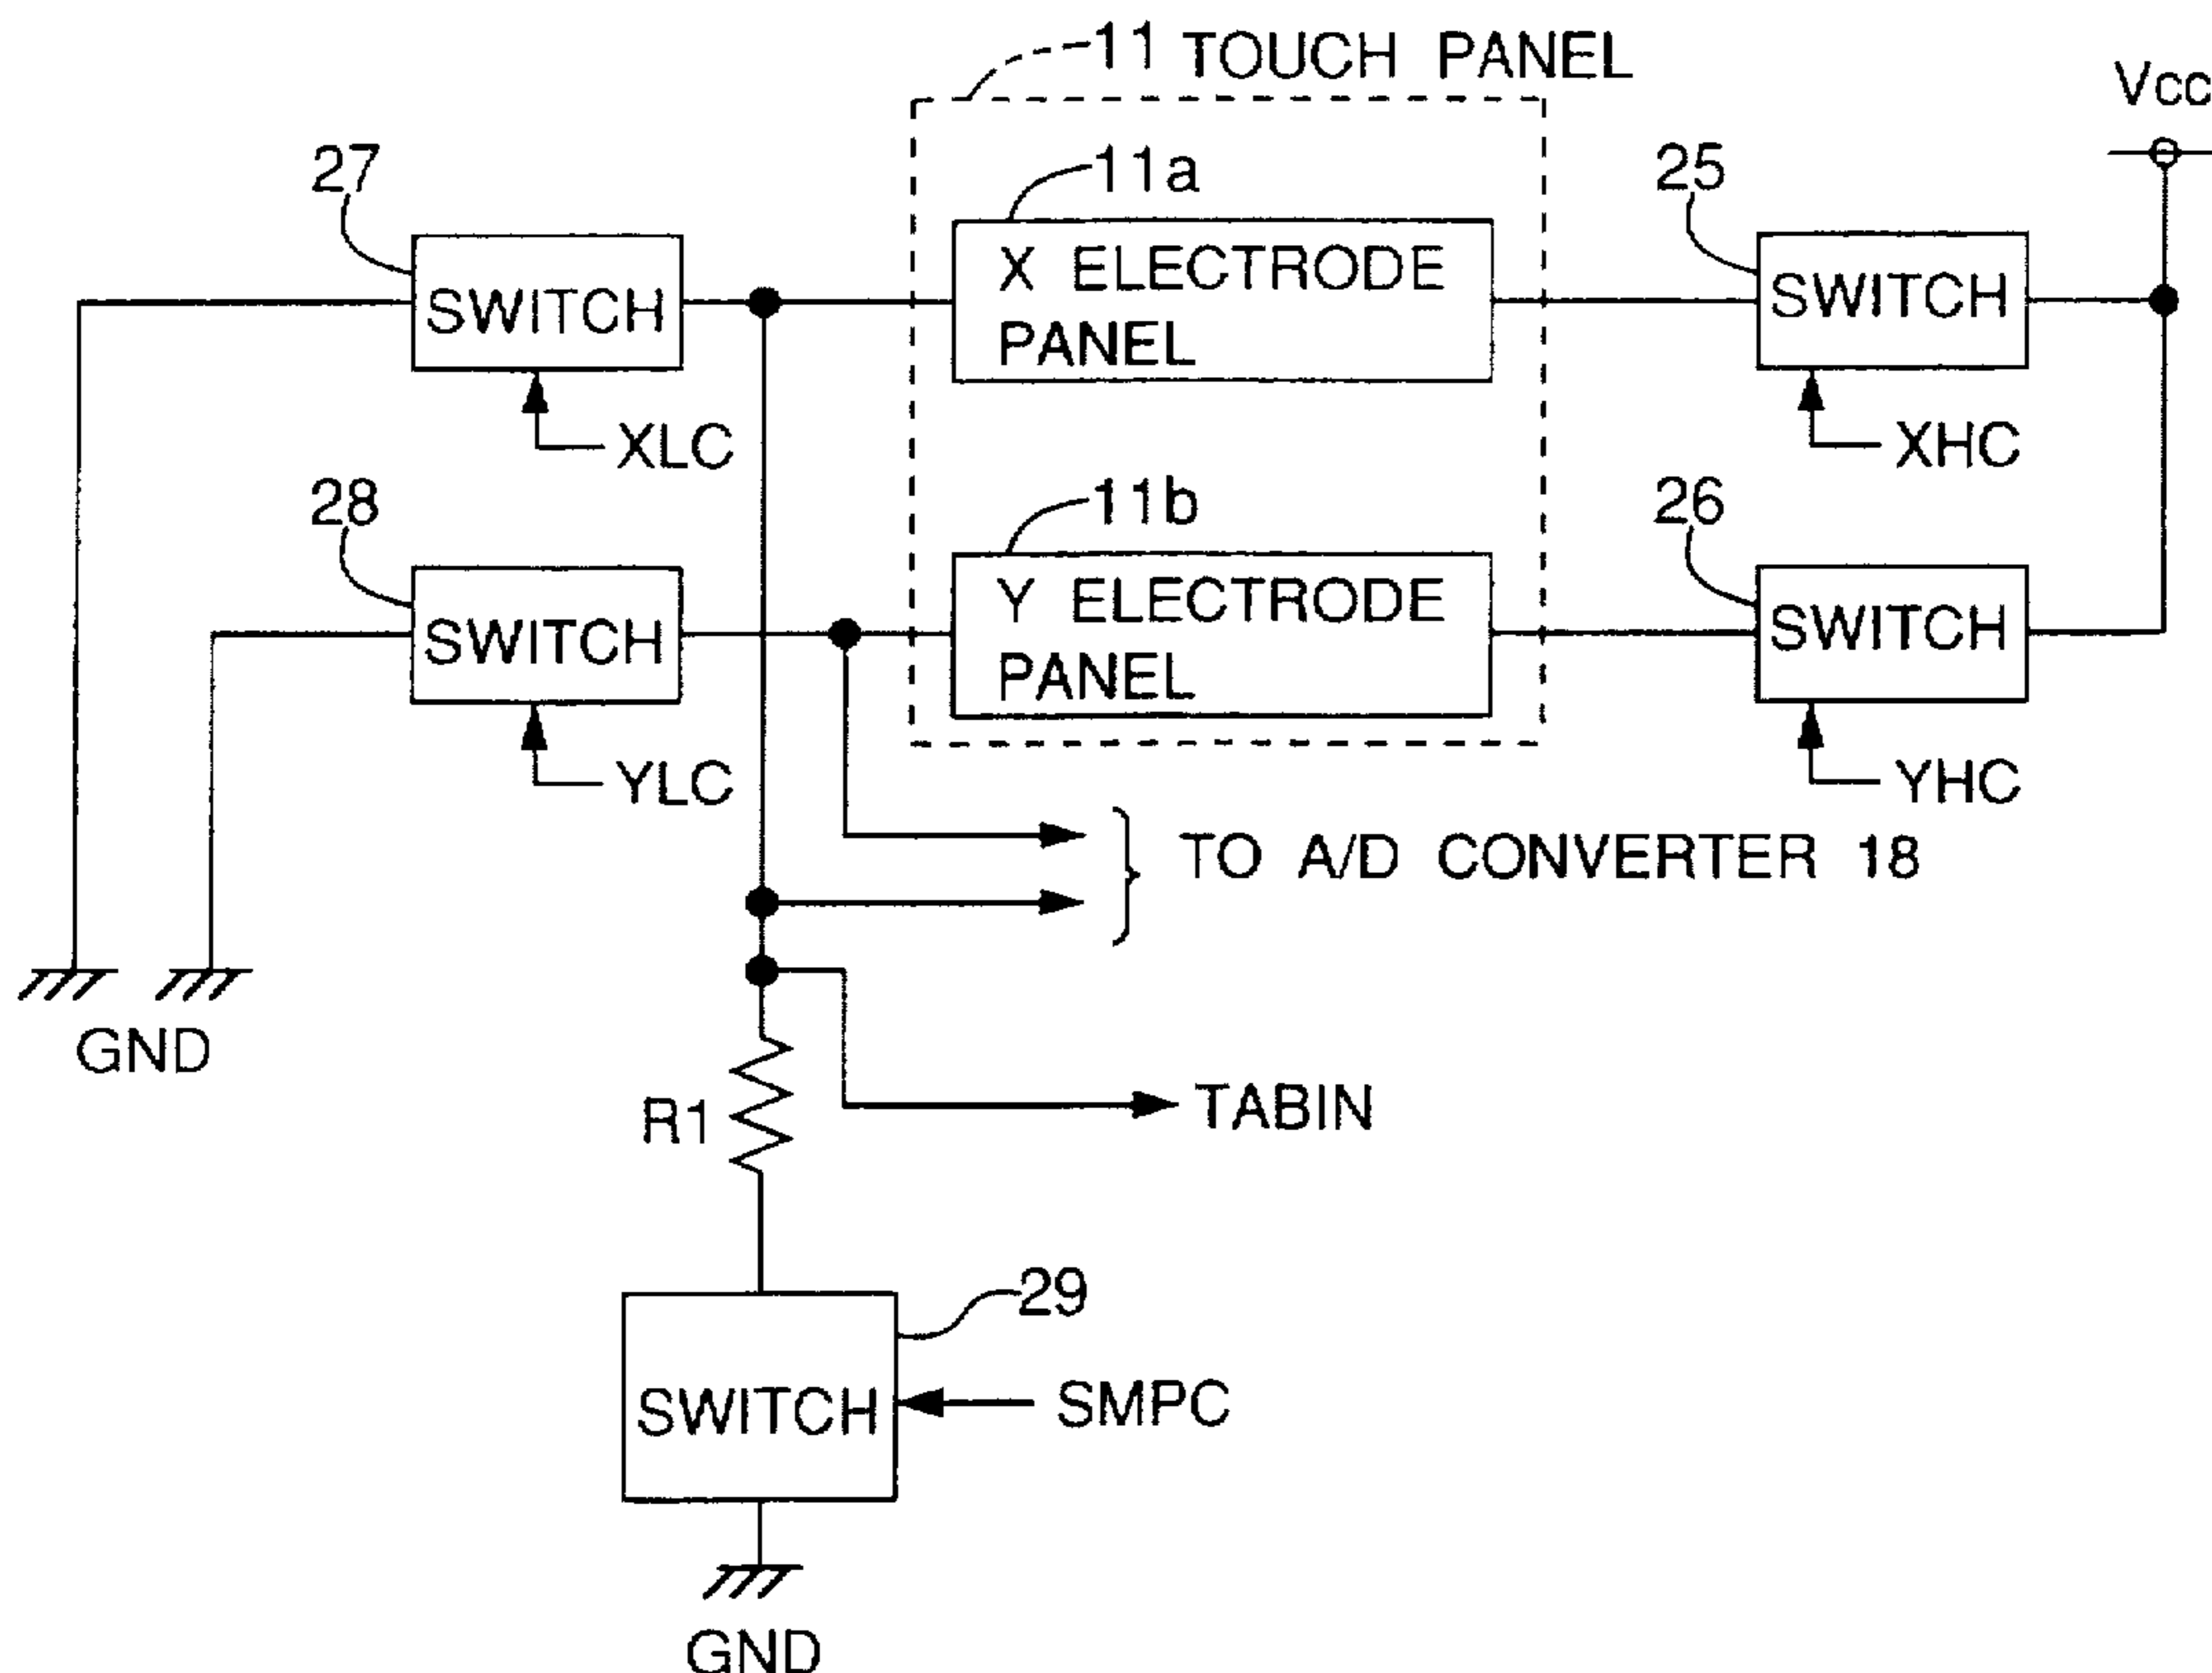 11 TOUCH PANEL
Vcc
27
11a
25
SWITCH
X ELECTRODE
PANEL
SWITCH
XLC
XHC
28
11b
26
SWITCH
Y ELECTRODE
PANEL
SWITCH
YLC
YHC
TO A/D CONVERTER 18
GND
R1
TABIN
29
SWITCH
SMPC
GND